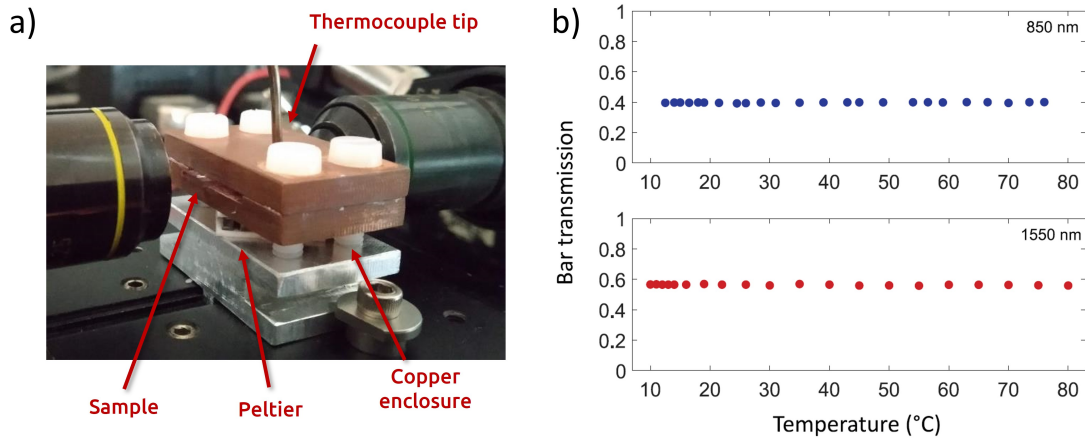 a)
Thermocouple tip
Sample
Peltier
Copper
enclosure
b)
Bar transmission
1
0.8
0.6
0.4
0.2
0
850 nm
10 20 30 40 50 60 70 80
1
0.8
0.6
0.4
0.2
0
1550 nm
10 20 30 40 50 60 70 80
Temperature (°C)